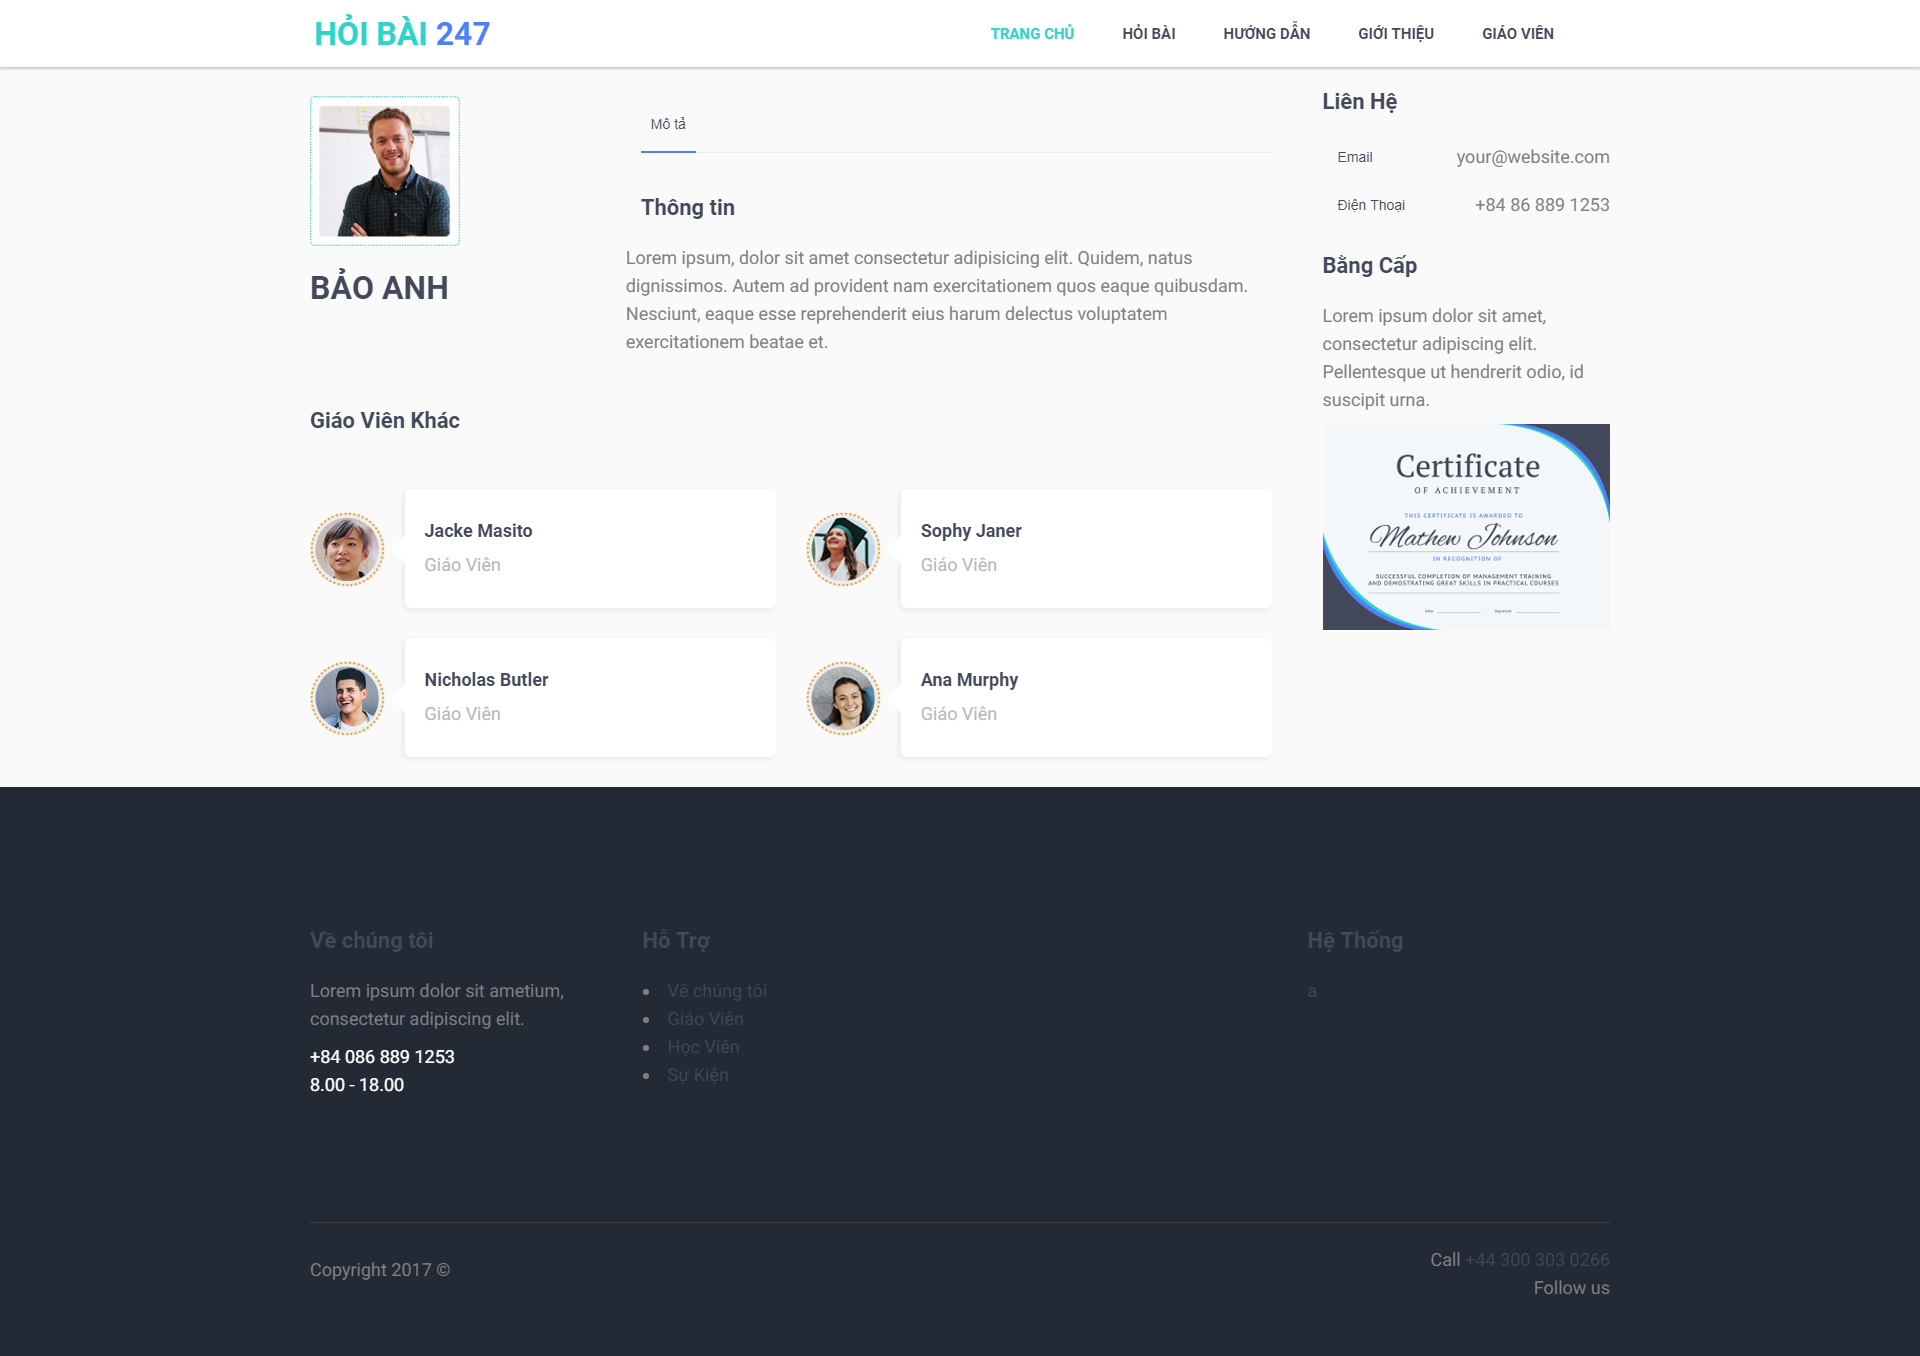 HỎI BÀI 247
TRANG CHỦ
HỎI BÀI
HƯỚNG DẪN
GIỚI THIỆU
GIÁO VIÊN
BẢO ANH
Mô tả
Thông tin
Lorem ipsum, dolor sit amet consectetur adipisicing elit. Quidem, natus
dignissimos. Autem ad provident nam exercitationem quos eaque quibusdam.
Nesciunt, eaque esse reprehenderit eius harum delectus voluptatem
exercitationem beatae et.
Liên Hệ
Email
your@website.com
Điện Thoại
+84 86 889 1253
Bằng Cấp
Lorem ipsum dolor sit amet,
consectetur adipiscing elit.
Pellentesque ut hendrerit odio, id
suscipit urna.
Certificate
OF ACHIEVEMENT
THIS CERTIFICATE IS AWARDED TO
Mathew Johnson
IN RECOGNITION OF
SUCCESSFUL COMPLETION OF MANAGEMENT TRAINING
AND DEMOSTRATING GREAT SKILLS IN PRACTICAL COURSES
Date
Signature
Giáo Viên Khác
Jacke Masito
Giáo Viên
Sophy Janer
Giáo Viên
Nicholas Butler
Giáo Viên
Ana Murphy
Giáo Viên
Về chúng tôi
Lorem ipsum dolor sit ametium,
consectetur adipiscing elit.
+84 086 889 1253
8.00 - 18.00
Hỗ Trợ
Về chúng tôi
Giáo Viên
Học Viên
Sự Kiện
Hệ Thống
a
Copyright 2017 ©
Call +44 300 303 0266
Follow us